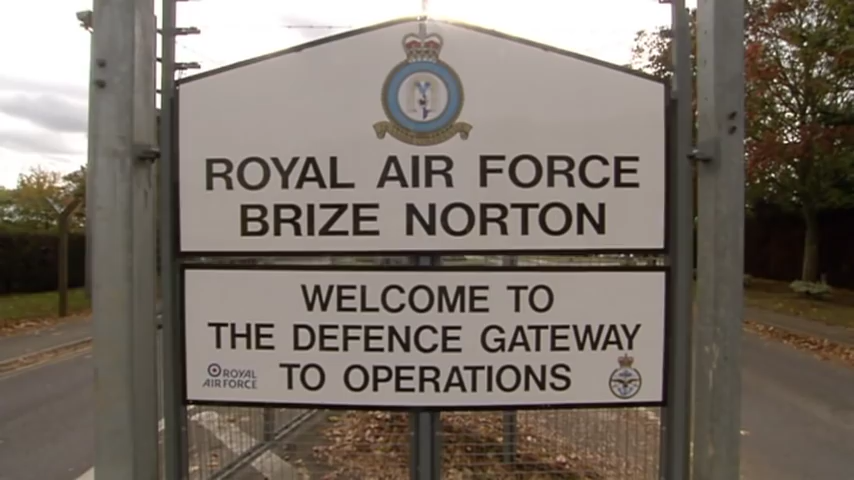 ROYAL AIR FORCE
BRIZE NORTON
WELCOME TO
THE DEFENCE GATEWAY
TO OPERATIONS
ROYAL
AIR FORCE